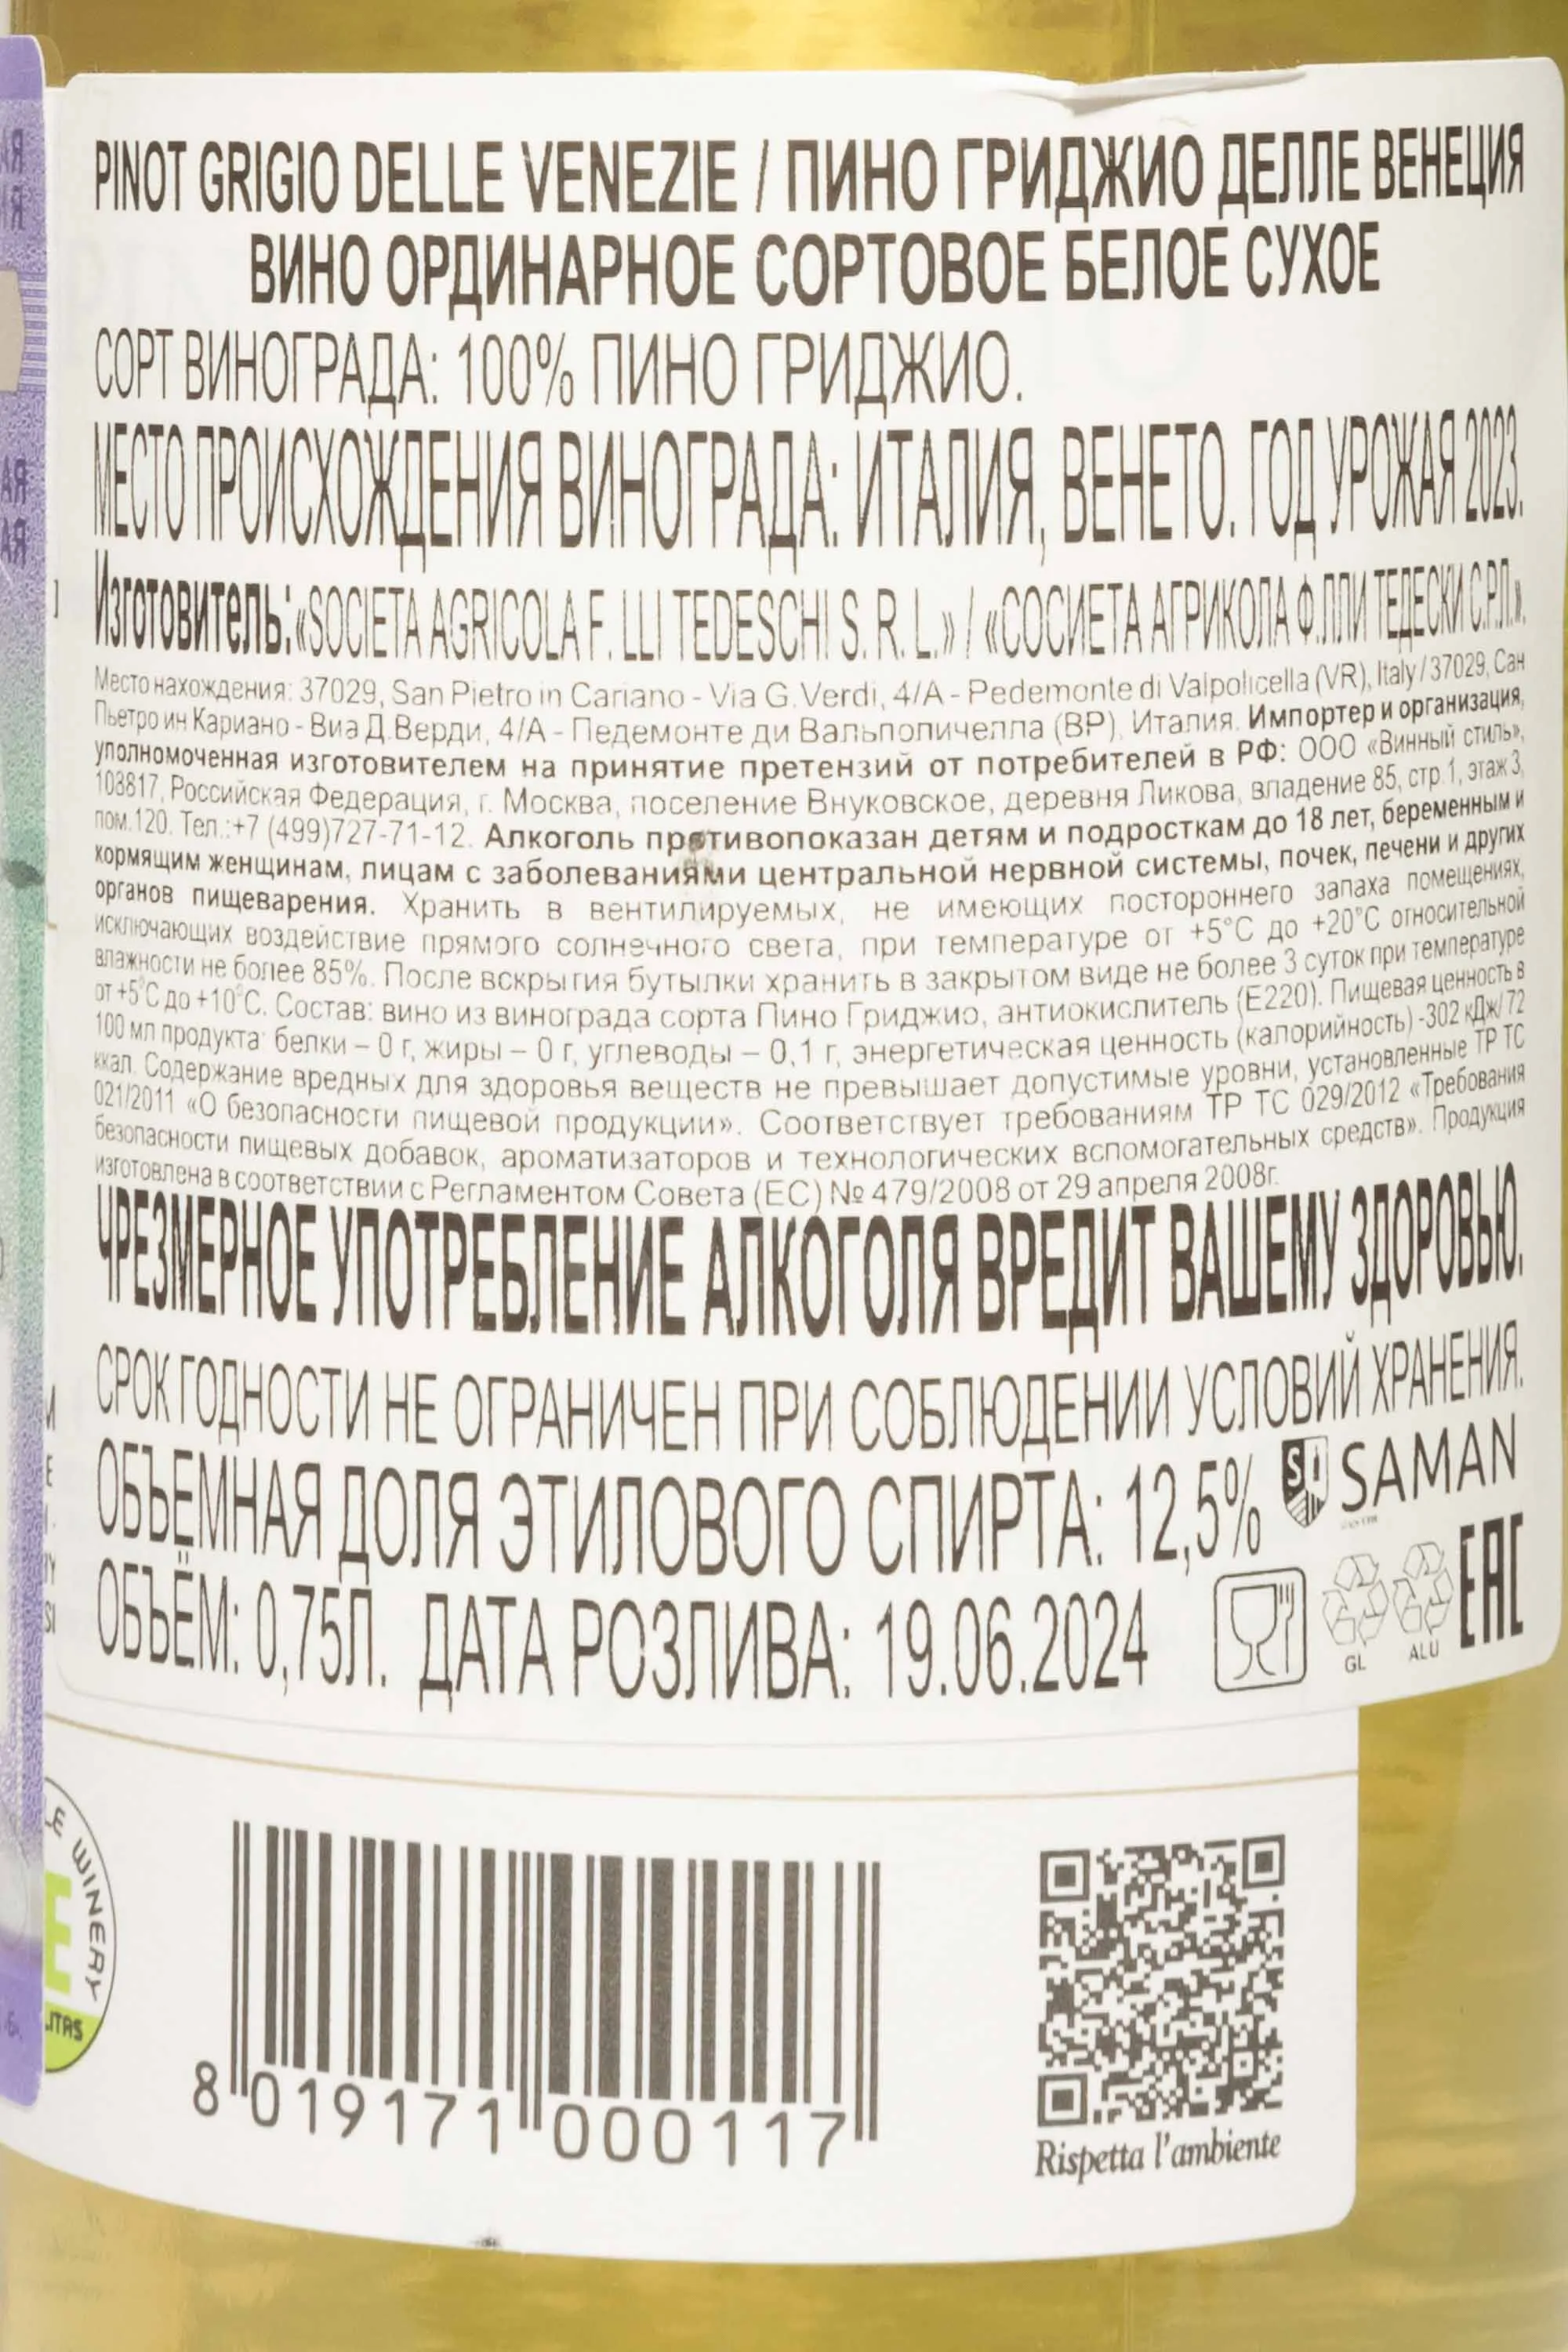 PINOT GRIGIO DELLE VENEZIE / ПИНО ГРИДЖИО ДЕЛЛЕ ВЕНЕЦИЯ
ВИНО ОРДИНАРНОЕ СОРТОВОЕ БЕЛОЕ СУХОЕ
СОРТ ВИНОГРАДА: 100% ПИНО ГРИДЖИО.
МЕСТО ПРОИСХОЖДЕНИЯ ВИНОГРАДА: ИТАЛИЯ, ВЕНЕТО. ГОД УРОЖАЯ 2023.
Изготовитель: «SOCIETA AGRICOLA F. LLI TEDESCHI S. R. L.» / «СОСИЕТА АГРИКОЛА Ф.ЛЛИ ТЕДЕСКИ С.Р.Л.».
Место нахождения: 37029, San Pietro in Cariano - Via G. Verdi, 4/A - Pedemonte di Valpolicella (VR), Italy / 37029, Сан
Пьетро ин Кариано - Виа Д.Верди, 4/А - Педемонте ди Вальполичелла (ВР), Италия. Импортер и организация,
уполномоченная изготовителем на принятие претензий от потребителей в РФ: ООО «Винный стиль»,
108817, Российская Федерация, г. Москва, поселение Внуковское, деревня Ликова, владение 85, стр.1, этаж 3,
пом.120. Тел.:+7 (499)727-71-12. Алкоголь противопоказан детям и подросткам до 18 лет, беременным и
кормящим женщинам, лицам с заболеваниями центральной нервной системы, почек, печени и других
органов пищеварения. Хранить в вентилируемых, не имеющих постороннего запаха помещениях,
исключающих воздействие прямого солнечного света, при температуре от +5°C до +20°C относительной
влажности не более 85%. После вскрытия бутылки хранить в закрытом виде не более 3 суток при температуре
от +5°C до +10°C. Состав: вино из винограда сорта Пино Гриджио, антиокислитель (Е220). Пищевая ценность в
100 мл продукта: белки – 0 г, жиры – 0 г, углеводы – 0,1 г, энергетическая ценность (калорийность) -302 кДж/ 72
ккал. Содержание вредных для здоровья веществ не превышает допустимые уровни, установленные ТР ТС
021/2011 «О безопасности пищевой продукции». Соответствует требованиям ТР ТС 029/2012 «Требования
безопасности пищевых добавок, ароматизаторов и технологических вспомогательных средств». Продукция
изготовлена в соответствии с Регламентом Совета (ЕС) № 479/2008 от 29 апреля 2008г.
ЧРЕЗМЕРНОЕ УПОТРЕБЛЕНИЕ АЛКОГОЛЯ ВРЕДИТ ВАШЕМУ ЗДОРОВЬЮ.
СРОК ГОДНОСТИ НЕ ОГРАНИЧЕН ПРИ СОБЛЮДЕНИИ УСЛОВИЙ ХРАНЕНИЯ.
ОБЪЕМНАЯ ДОЛЯ ЭТИЛОВОГО СПИРТА: 12,5%
SAMAN
ОБЪЁМ: 0,75Л. ДАТА РОЗЛИВА: 19.06.2024
GL
ALU
EAC
WINERY
8 019171 000117
Rispetta l'ambiente